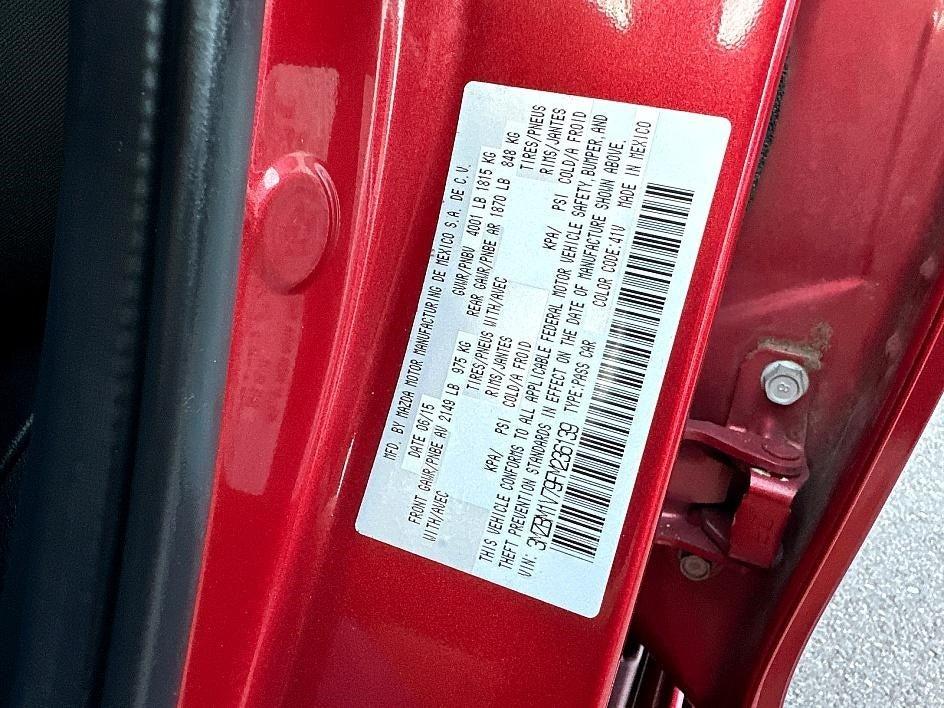 MFD. BY MAZDA MOTOR MANUFACTURING DE MEXICO S.A. DE C.V.
DATE 06/15 GVWR/PNBV 4001 LB 1815 KG
FRONT GAWR/PNBE AV 2149 LB 975 KG REAR GAWR/PNBE AR 1870 LB 848 KG
WITH/AVEC TIRES/PNEUS WITH/AVEC TIRES/PNEUS
RIMS/JANTES RIMS/JANTES
KPA/ PSI COLD/A FROID KPA/ PSI COLD/A FROID
THIS VEHICLE CONFORMS TO ALL APPLICABLE FEDERAL MOTOR VEHICLE SAFETY, BUMPER, AND
THEFT PREVENTION STANDARDS IN EFFECT ON THE DATE OF MANUFACTURE SHOWN ABOVE.
VIN: 3MZBM1V79FM236139 TYPE:PASS CAR COLOR CODE:41V MADE IN MEXICO